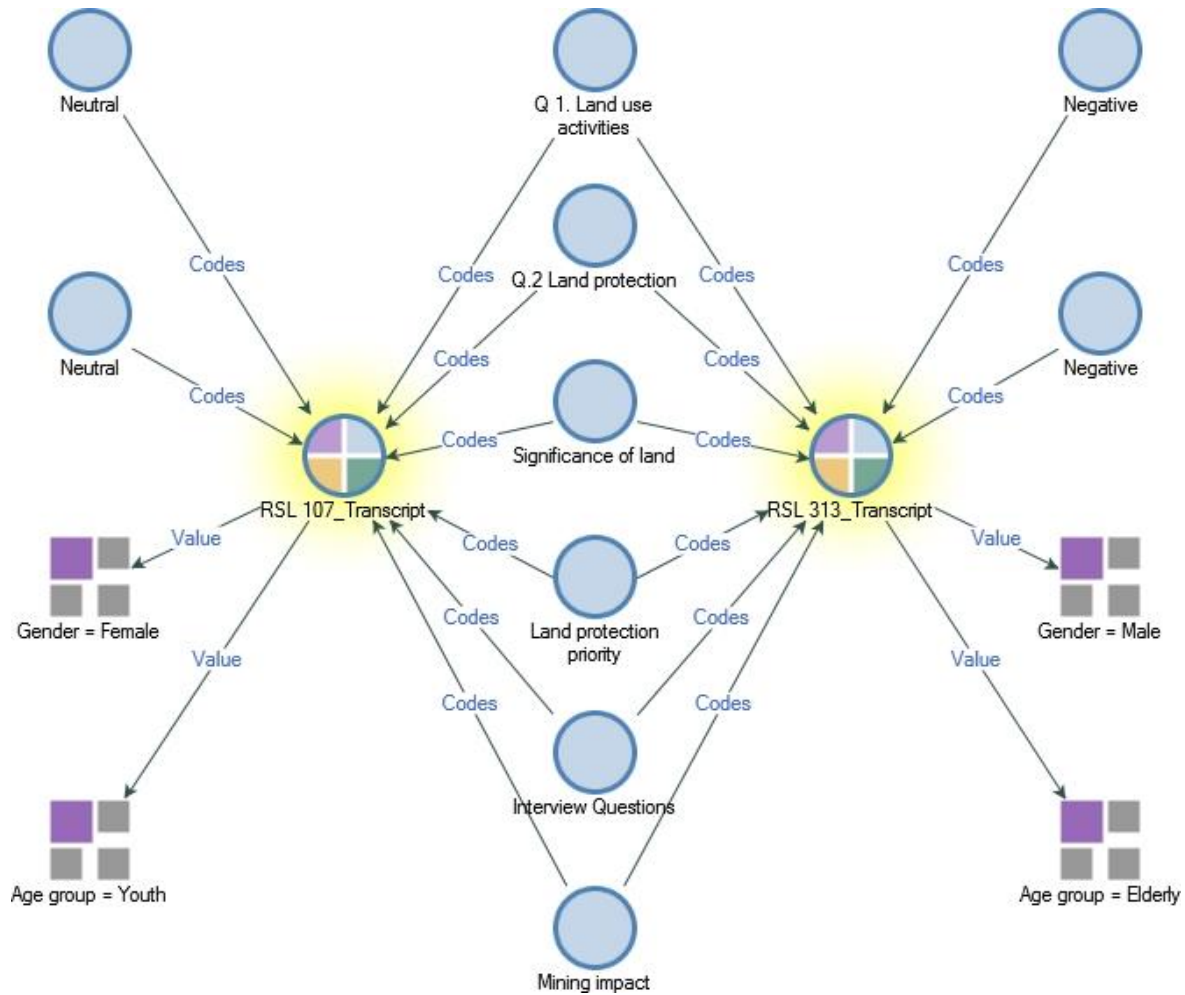 Neutral
Q 1. Land use
activities
Negative
Codes
Codes
Codes
Codes
Q.2 Land protection
Neutral
Negative
Codes
Codes
Codes
Codes
Codes
Codes
Significance of land
RSL 107_Transcript
RSL 313_Transcript
Value
Codes
Codes
Value
Gender = Female
Land protection
priority
Gender = Male
Codes
Codes
Value
Value
Codes
Codes
Interview Questions
Age group = Youth
Age group = Elderly
Mining impact